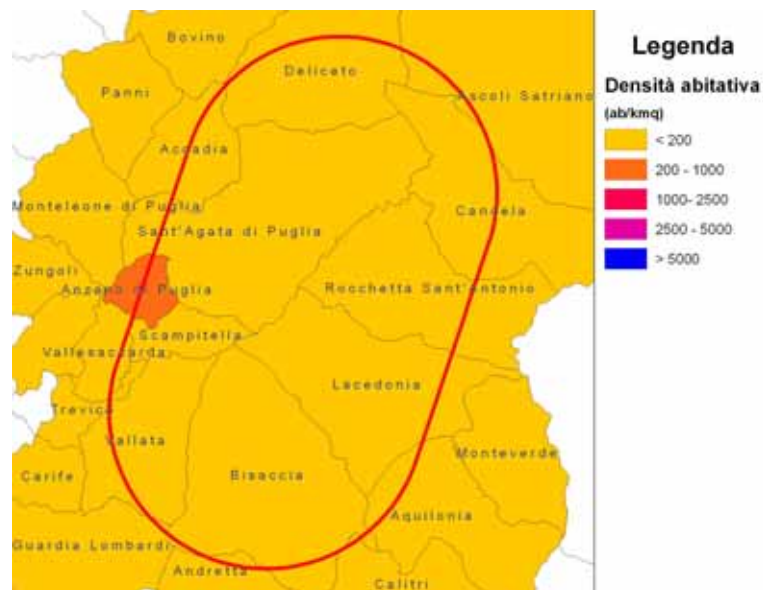 Bovino
Deliceto
Panni
Ascoli Satriano
Accadia
Monteleone di Puglia
Candela
Sant'Agata di Puglia
Zungoli
Anzano di Puglia
Rocchetta Sant'Antonio
Scampitella
Vallesaccarda
Lacedonia
Trevico
Vallata
Monteverde
Carife
Bisaccia
Aquilonia
Guardia Lombardi
Andretta
Calitri
Legenda
Densità abitativa
(ab/kmq)
< 200
200 - 1000
1000- 2500
2500 - 5000
> 5000